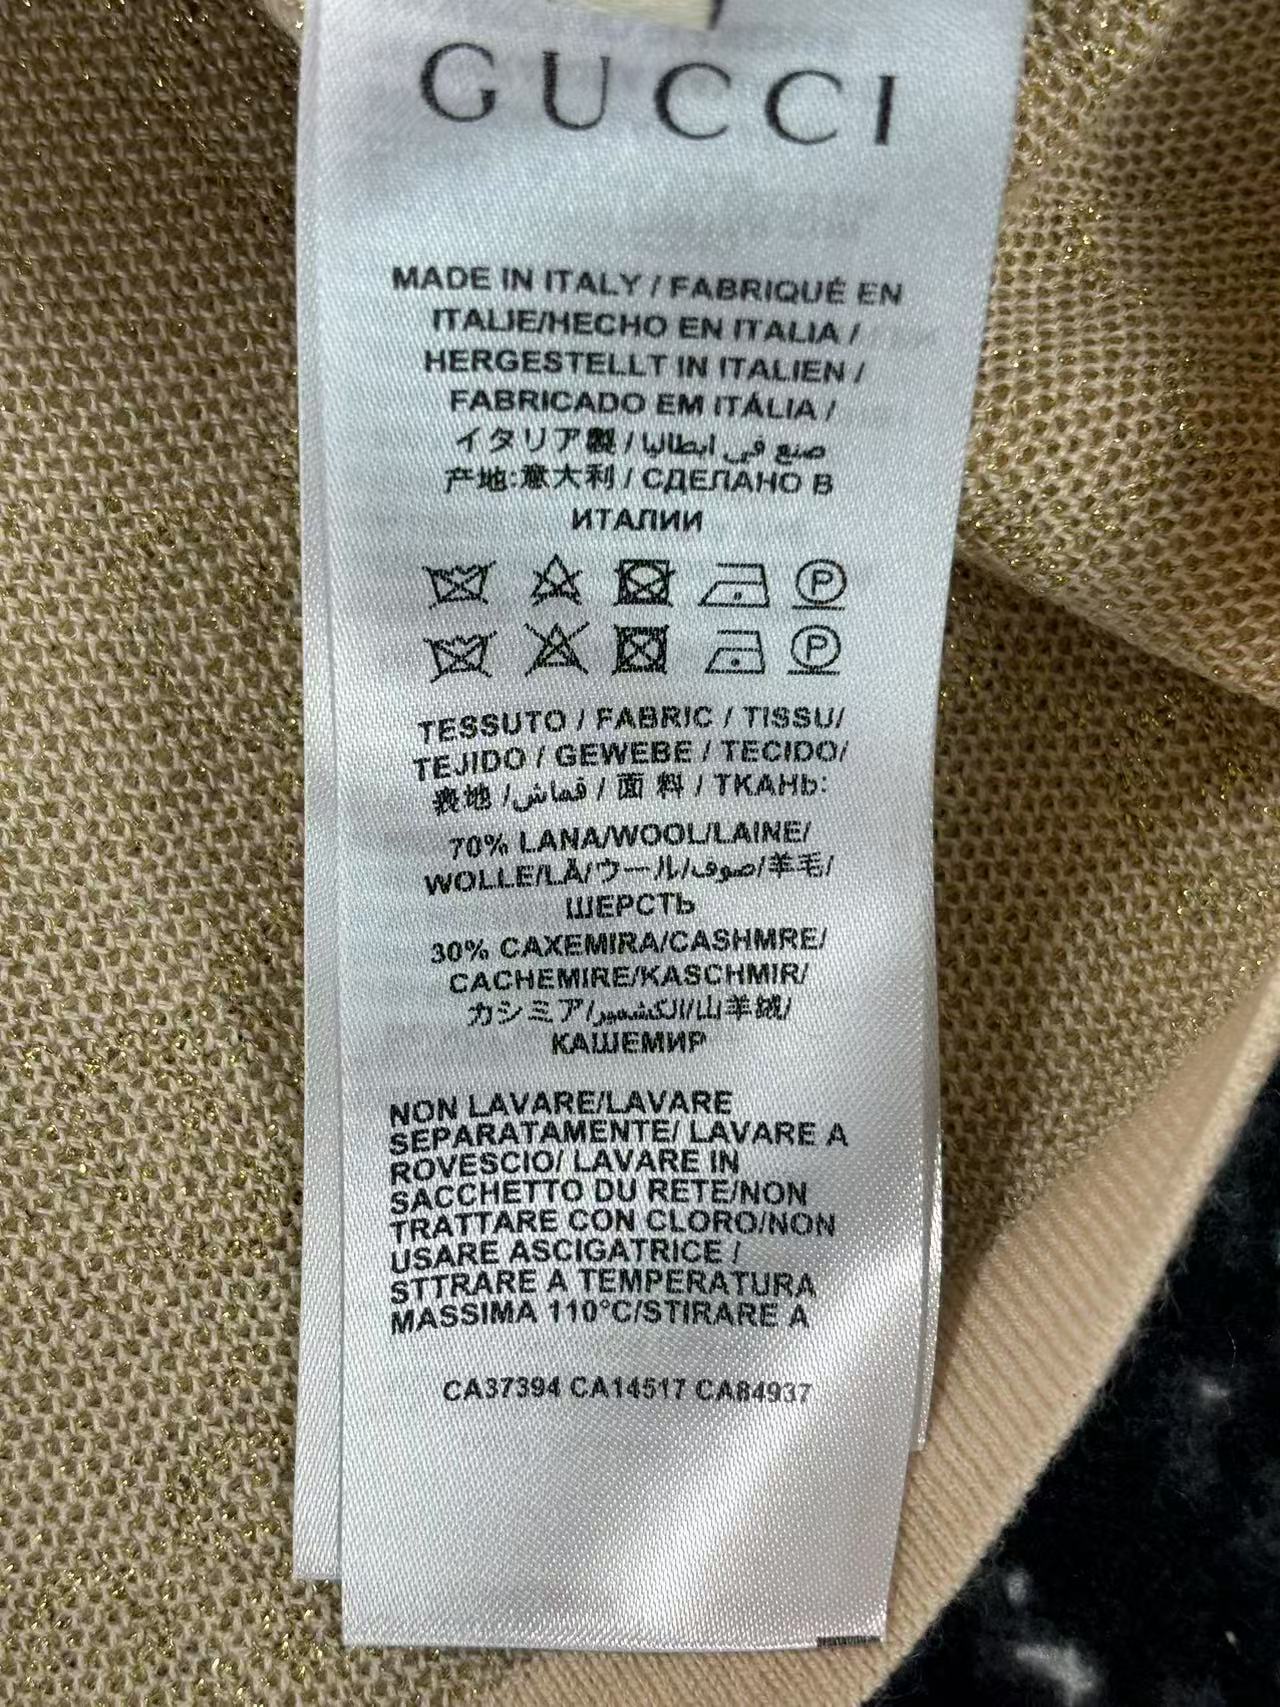 GUCCI
MADE IN ITALY / FABRIQUÉ EN
ITALIE/HECHO EN ITALIA /
HERGESTELLT IN ITALIEN /
FABRICADO EM ITÁLIA /
イタリア製 / صنع في ايطاليا
产地:意大利 / СДЕЛАНО В
ИТАЛИИ
P
P
TESSUTO / FABRIC / TISSU/
TEJIDO / GEWEBE / TECIDO/
表地 / قماش / 面 料 / ТКАНЬ:
70% LANA/WOOL/LAINE/
WOLLE/LÃ/ウール/صوف/羊毛/
ШЕРСТЬ
30% CAXEMIRA/CASHMRE/
CACHEMIRE/KASCHMIR/
カシミア/الكشمير/山羊绒/
КАШЕМИР
NON LAVARE/LAVARE
SEPARATAMENTE/ LAVARE A
ROVESCIO/ LAVARE IN
SACCHETTO DU RETE/NON
TRATTARE CON CLORO/NON
USARE ASCIGATRICE /
STTRARE A TEMPERATURA
MASSIMA 110°C/STIRARE A
CA37394 CA14517 CA84937